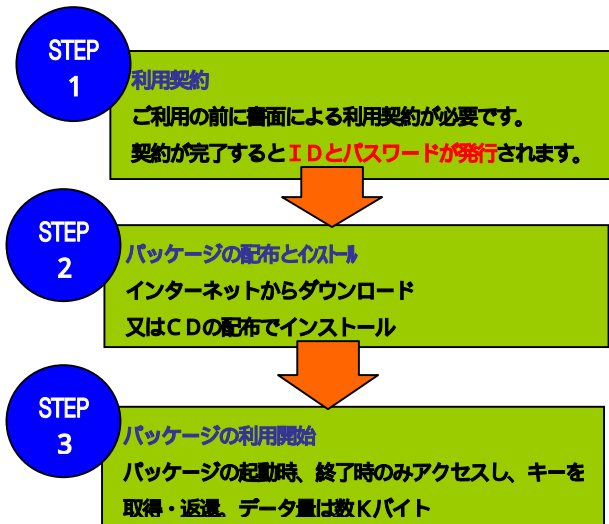 STEP
1
利用契約
ご利用の前に書面による利用契約が必要です。
契約が完了するとＩＤとパスワードが発行されます。
STEP
2
パッケージの配布とｲﾝｽﾄｰﾙ
インターネットからダウンロード
又はＣＤの配布でインストール
STEP
3
パッケージの利用開始
パッケージの起動時、終了時のみアクセスし、キーを
取得・返還、データ量は数Ｋバイト